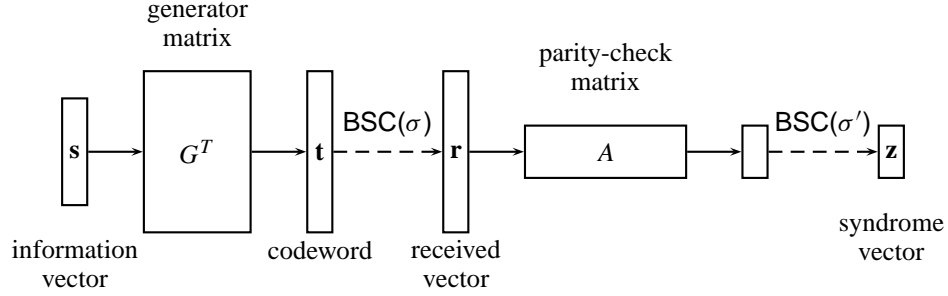 generator
matrix
parity-check
matrix
BSC(σ)
BSC(σ′)
s
G^T
t
r
A
z
information
vector
codeword
received
vector
syndrome
vector